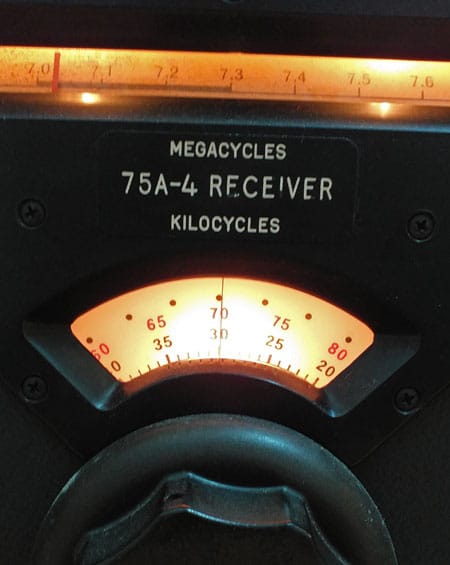 7.0 7.1 7.2 7.3 7.4 7.5 7.6
MEGACYCLES
75A-4 RECEIVER
KILOCYCLES
60 65 70 75 80
0 35 30 25 20